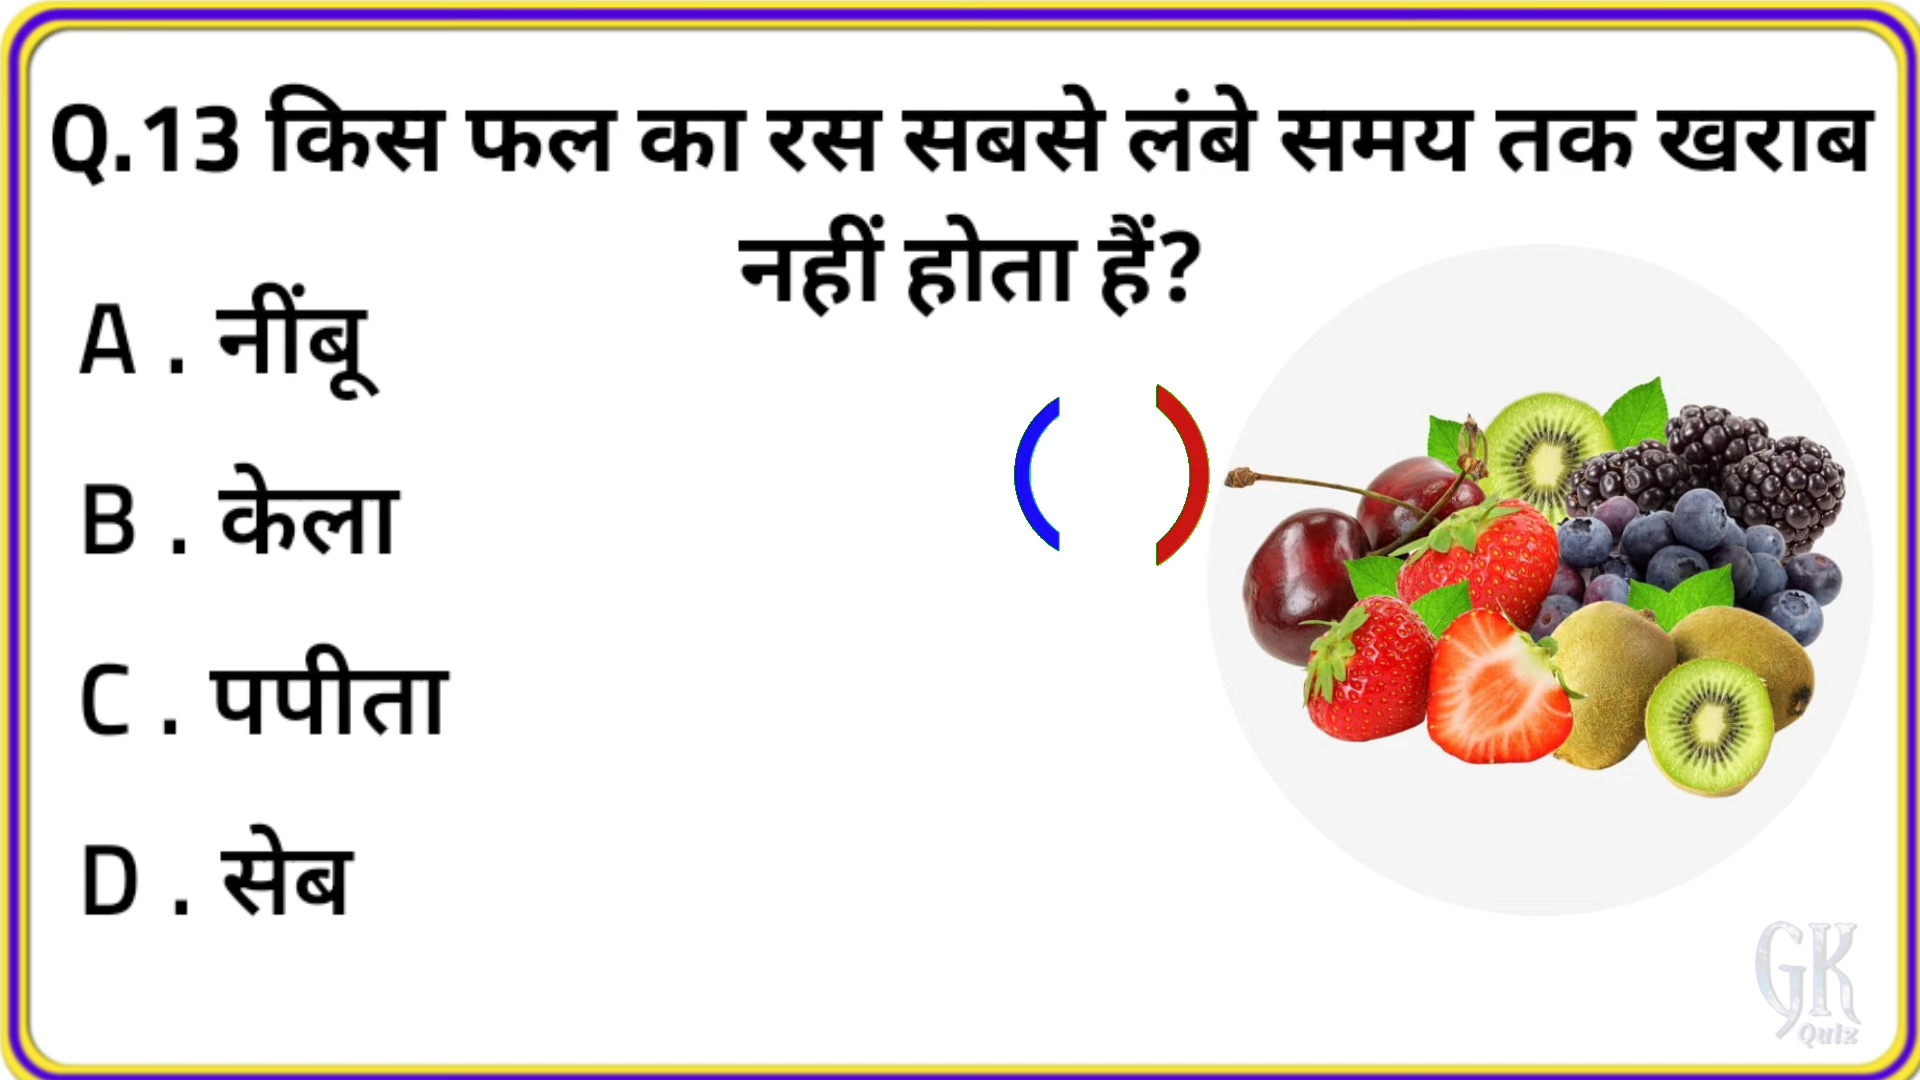 Q.13 किस फल का रस सबसे लंबे समय तक खराब
नहीं होता हैं?
A . नींबू
B . केला
C . पपीता
D . सेब
GK
Quiz